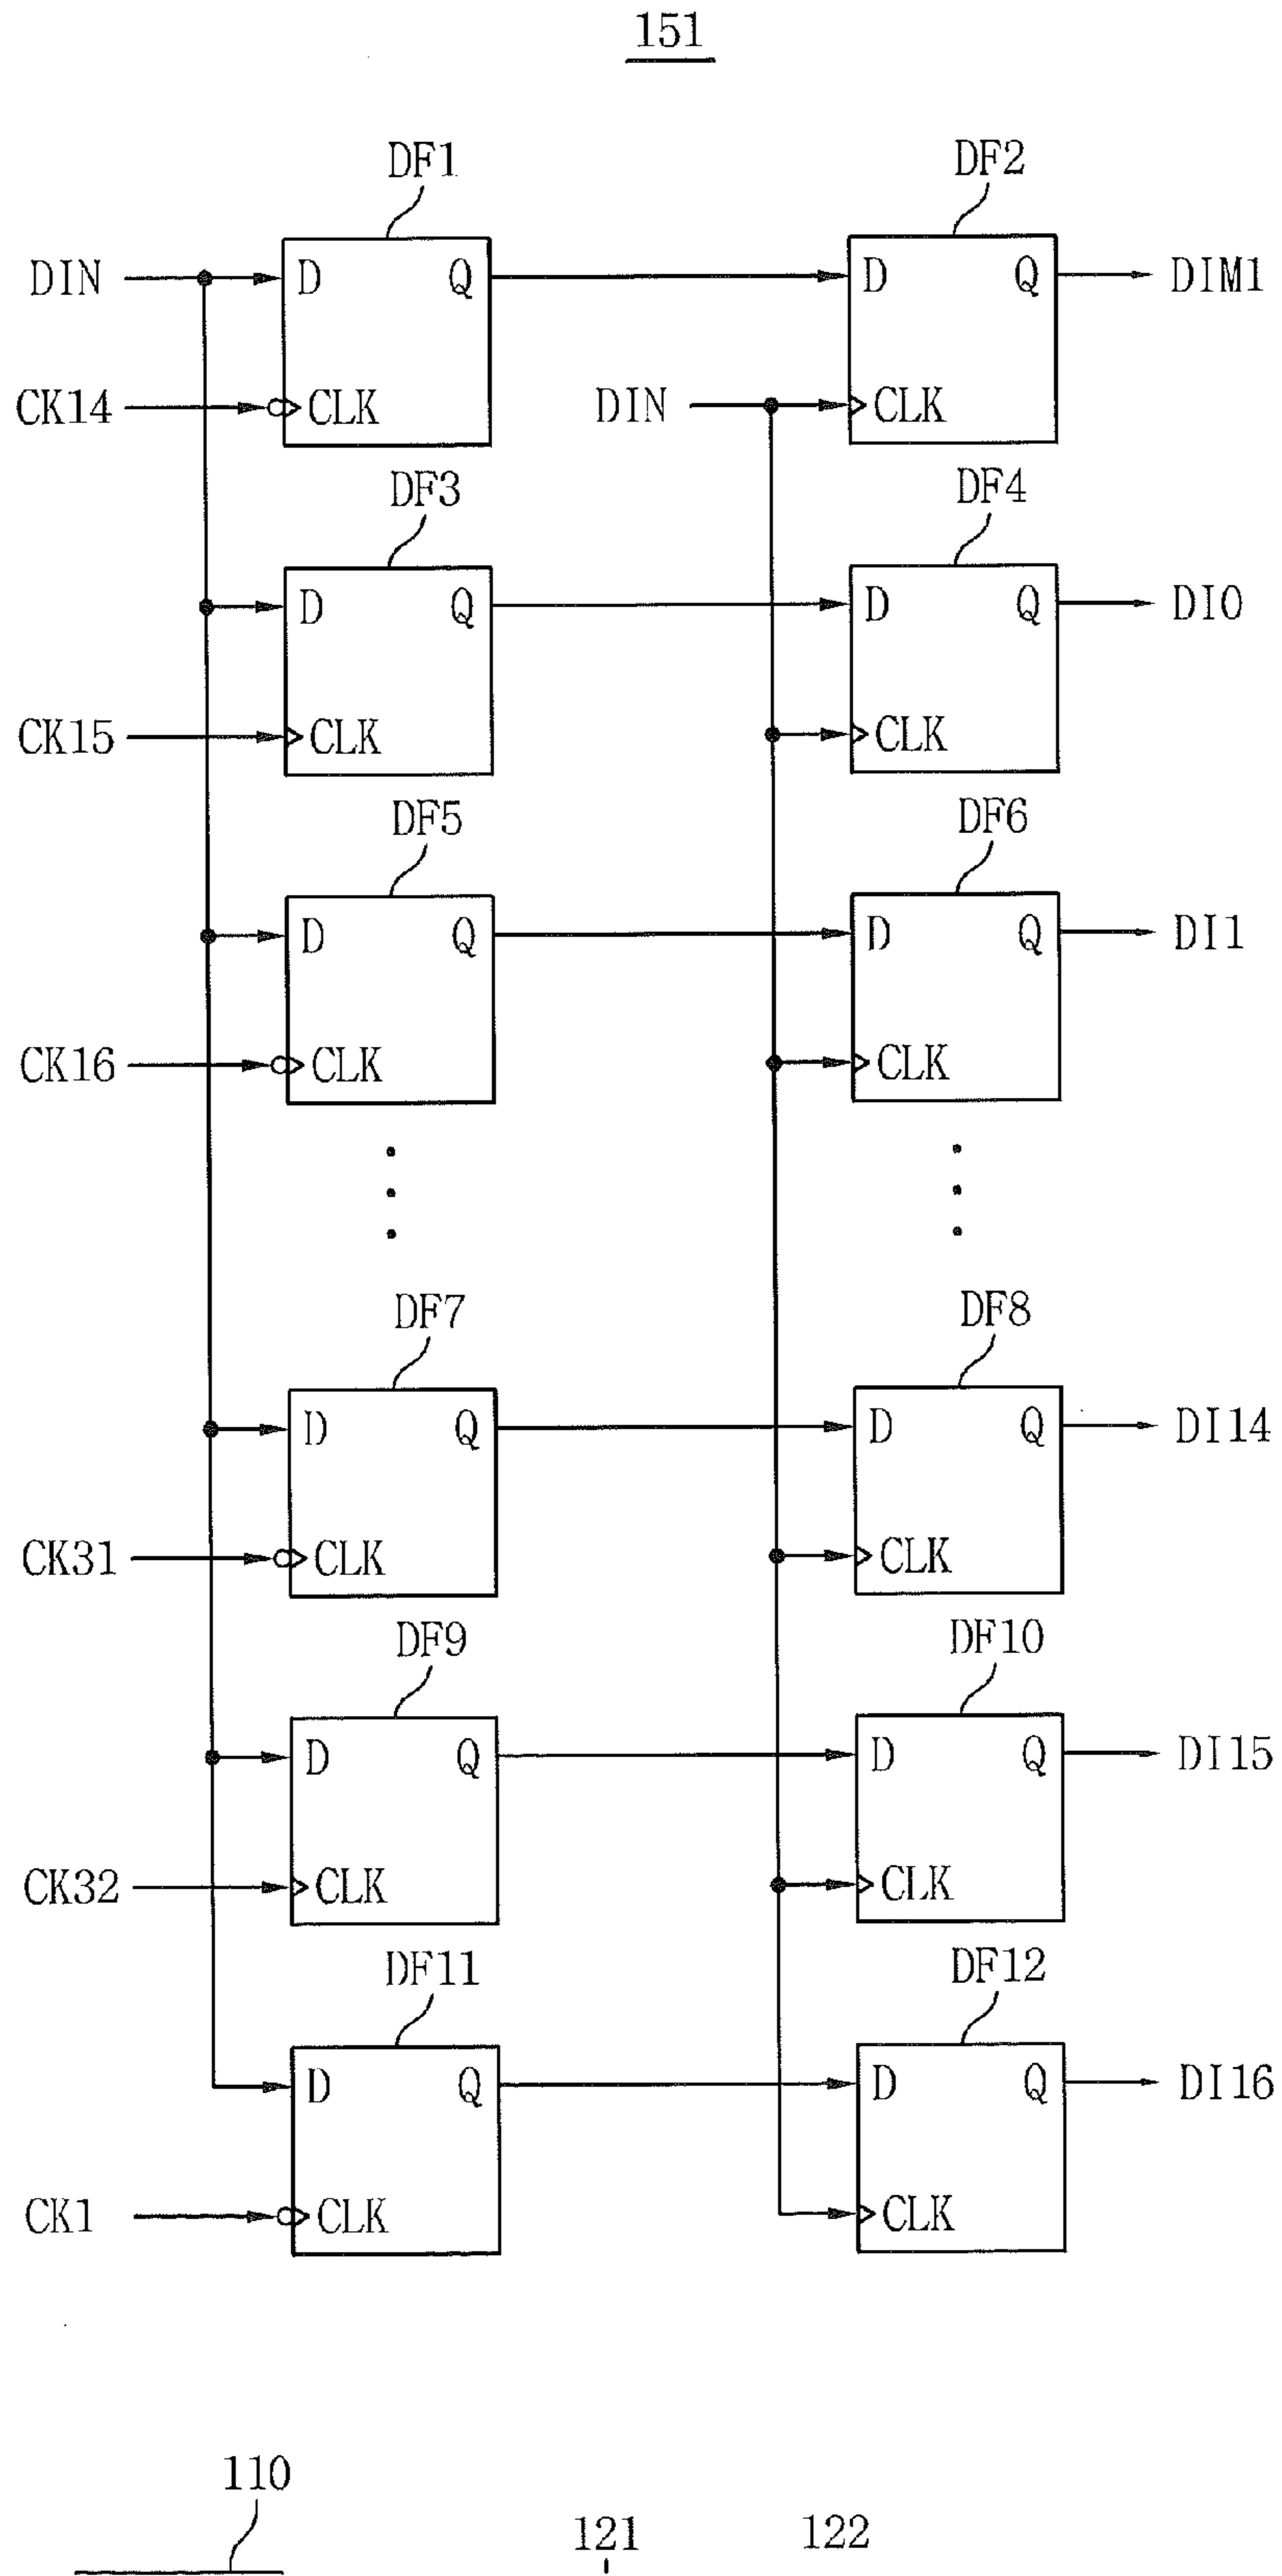 151
DF1 DF2
DIN D Q D Q DIM1
CK14 CLK DIN CLK
DF3 DF4
D Q D Q DI0
CK15 CLK CLK
DF5 DF6
D Q D Q DI1
CK16 CLK CLK
DF7 DF8
D Q D Q DI14
CK31 CLK CLK
DF9 DF10
D Q D Q DI15
CK32 CLK CLK
DF11 DF12
D Q D Q DI16
CK1 CLK CLK
110
121 122